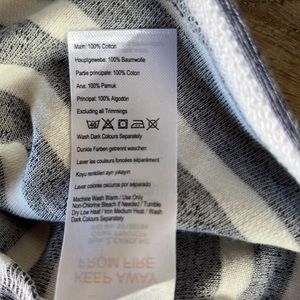 Main: 100% Cotton
Hauptgewebe: 100% Baumwolle
Partie principale: 100% Coton
Ana: 100% Pamuk
Principal: 100% Algodón
Excluding all Trimmings
Wash Dark Colours Separately
Dunkle Farben getrennt waschen
Laver les couleurs foncées séparément
Koyu renkleri ayrı yıkayın
Lavar colores oscuros por separado
Machine Wash Warm / Use Only
Non-Chlorine Bleach If Needed / Tumble
Dry Low Heat / Iron Medium Heat / Wash
Dark Colours Separately
KEEP AWAY
FROM FIRE